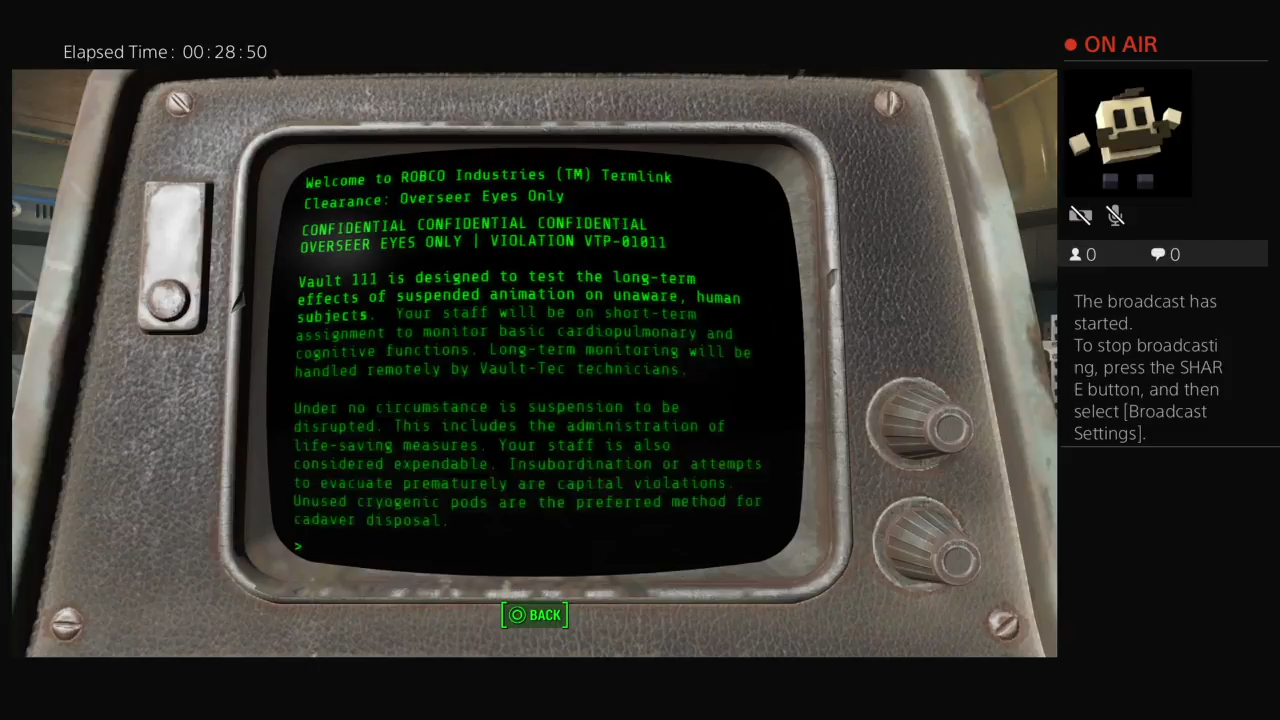 Elapsed Time: 00:28:50
ON AIR
Welcome to ROBCO Industries (TM) Termlink
Clearance: Overseer Eyes Only
CONFIDENTIAL CONFIDENTIAL CONFIDENTIAL
OVERSEER EYES ONLY | VIOLATION VTP-01011
Vault 111 is designed to test the long-term
effects of suspended animation on unaware, human
subjects. Your staff will be on short-term
assignment to monitor basic cardiopulmonary and
cognitive functions. Long-term monitoring will be
handled remotely by Vault-Tec technicians.
Under no circumstance is suspension to be
disrupted. This includes the administration of
life-saving measures. Your staff is also
considered expendable. Insubordination or attempts
to evacuate prematurely are capital violations.
Unused cryogenic pods are the preferred method for
cadaver disposal.
>
BACK
0 0
The broadcast has
started.
To stop broadcasti
ng, press the SHAR
E button, and then
select [Broadcast
Settings].